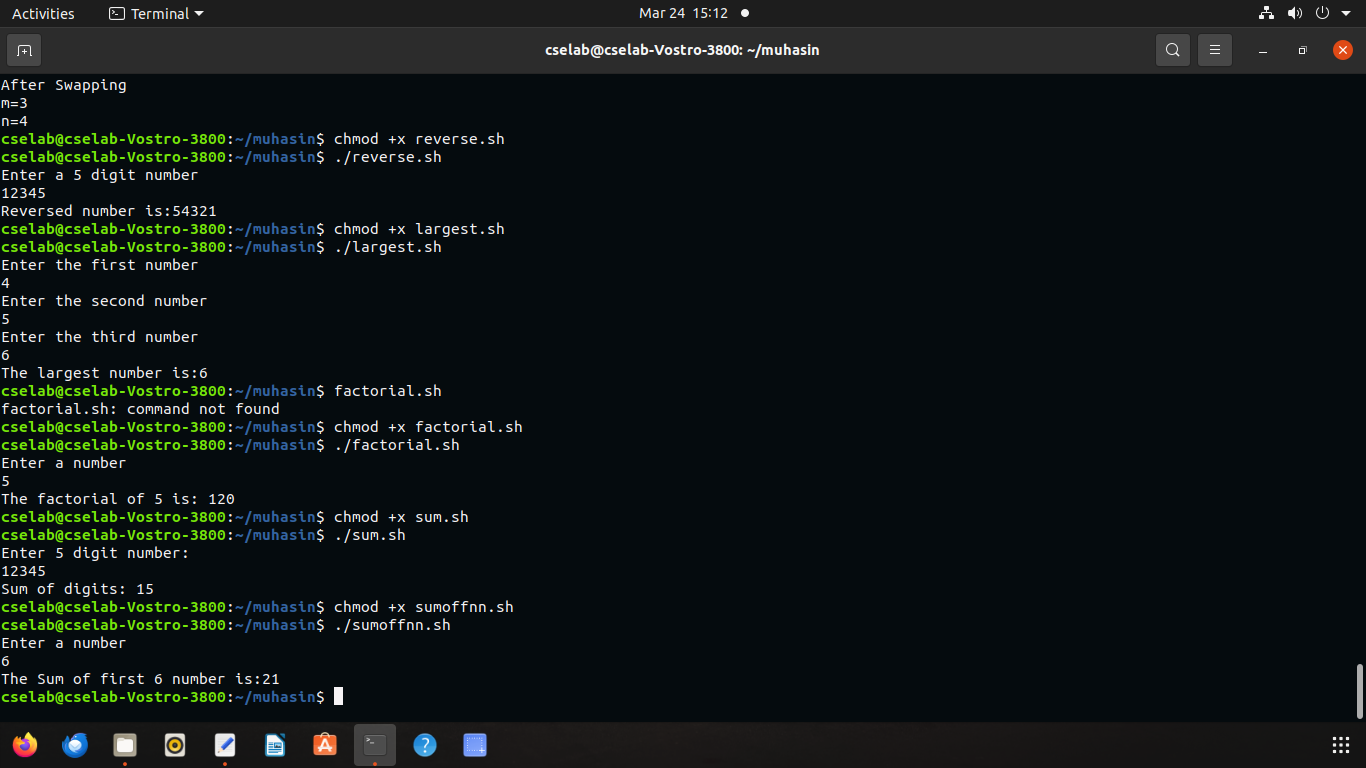 Activities
Terminal
Mar 24 15:12
cselab@cselab-Vostro-3800: ~/muhasin
After Swapping
m=3
n=4
cselab@cselab-Vostro-3800:~/muhasin$ chmod +x reverse.sh
cselab@cselab-Vostro-3800:~/muhasin$ ./reverse.sh
Enter a 5 digit number
12345
Reversed number is:54321
cselab@cselab-Vostro-3800:~/muhasin$ chmod +x largest.sh
cselab@cselab-Vostro-3800:~/muhasin$ ./largest.sh
Enter the first number
4
Enter the second number
5
Enter the third number
6
The largest number is:6
cselab@cselab-Vostro-3800:~/muhasin$ factorial.sh
factorial.sh: command not found
cselab@cselab-Vostro-3800:~/muhasin$ chmod +x factorial.sh
cselab@cselab-Vostro-3800:~/muhasin$ ./factorial.sh
Enter a number
5
The factorial of 5 is: 120
cselab@cselab-Vostro-3800:~/muhasin$ chmod +x sum.sh
cselab@cselab-Vostro-3800:~/muhasin$ ./sum.sh
Enter 5 digit number:
12345
Sum of digits: 15
cselab@cselab-Vostro-3800:~/muhasin$ chmod +x sumoffnn.sh
cselab@cselab-Vostro-3800:~/muhasin$ ./sumoffnn.sh
Enter a number
6
The Sum of first 6 number is:21
cselab@cselab-Vostro-3800:~/muhasin$